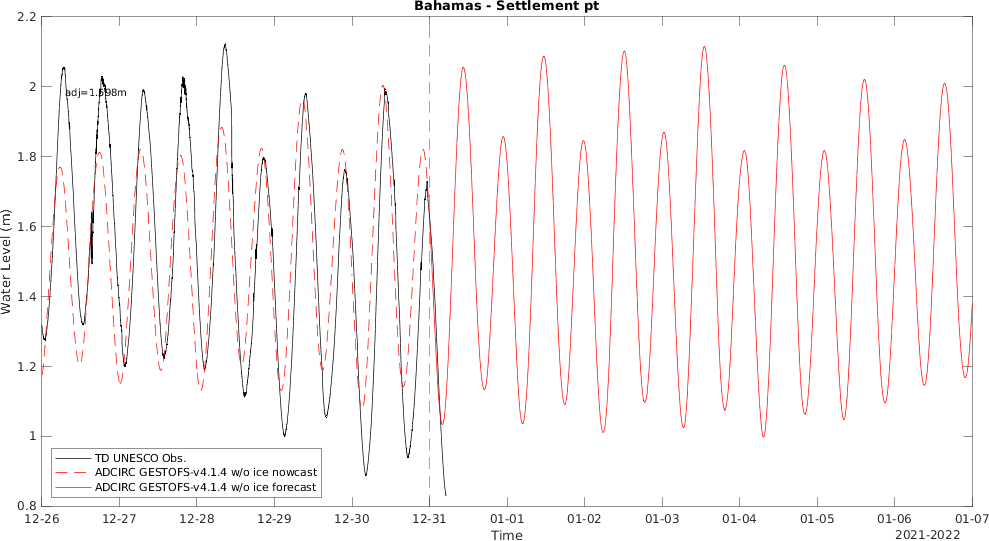 Bahamas - Settlement pt
2.2
2
1.8
1.6
1.4
1.2
1
0.8
Water Level (m)
adj=1.598m
TD UNESCO Obs.
ADCIRC GESTOFS-v4.1.4 w/o ice nowcast
ADCIRC GESTOFS-v4.1.4 w/o ice forecast
12-26 12-27 12-28 12-29 12-30 12-31 01-01 01-02 01-03 01-04 01-05 01-06 01-07
Time
2021-2022